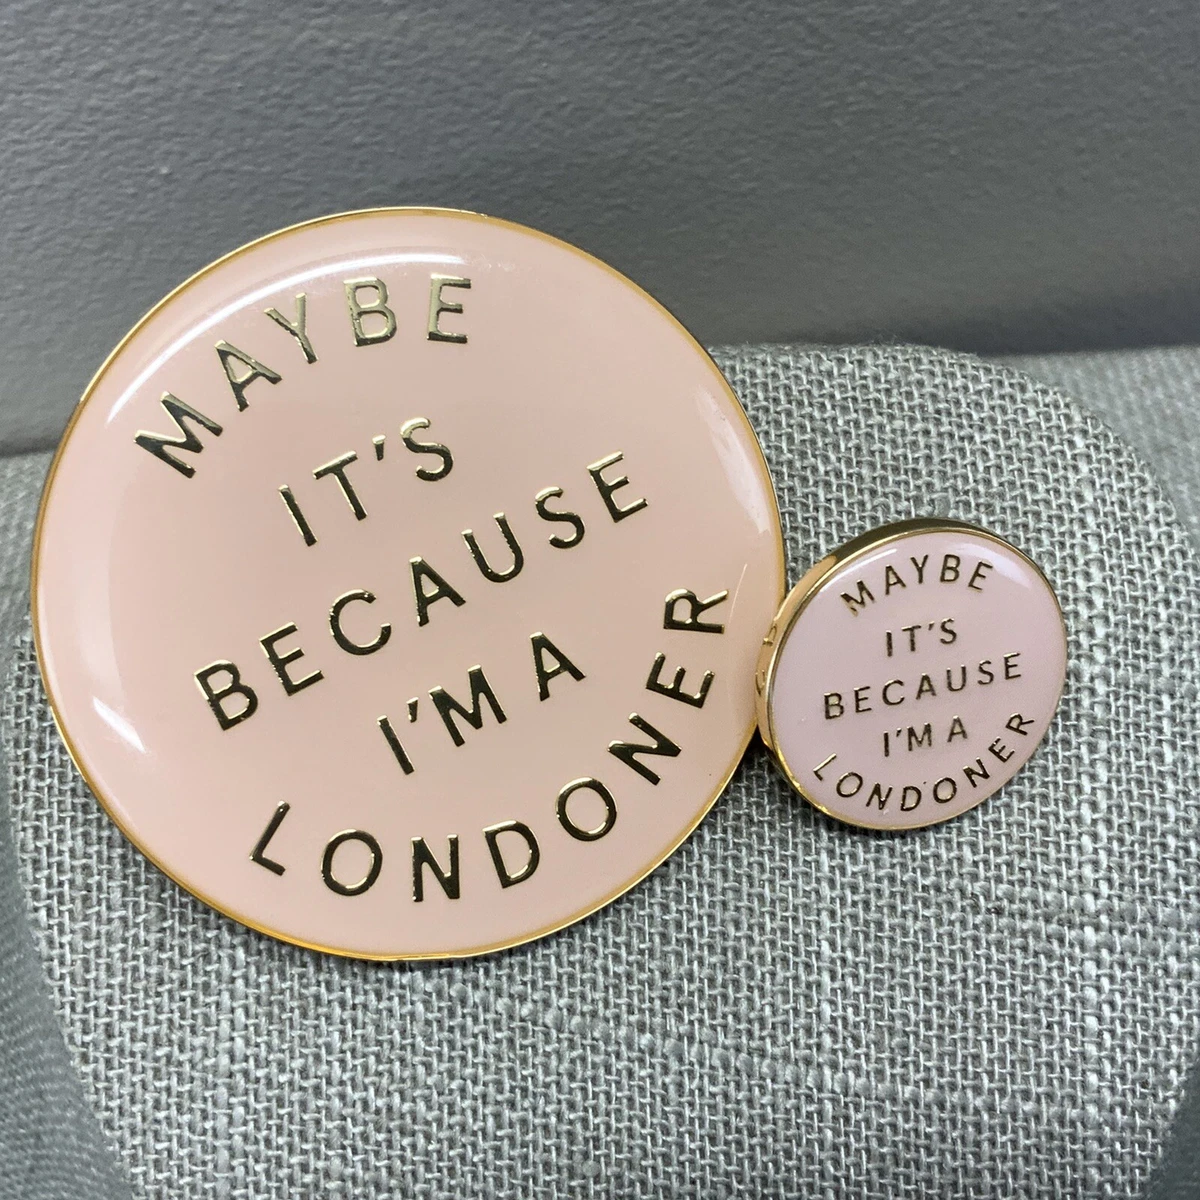 MAYBE
IT'S
BECAUSE
I'M A
LONDONER
MAYBE
IT'S
BECAUSE
I'M A
LONDONER